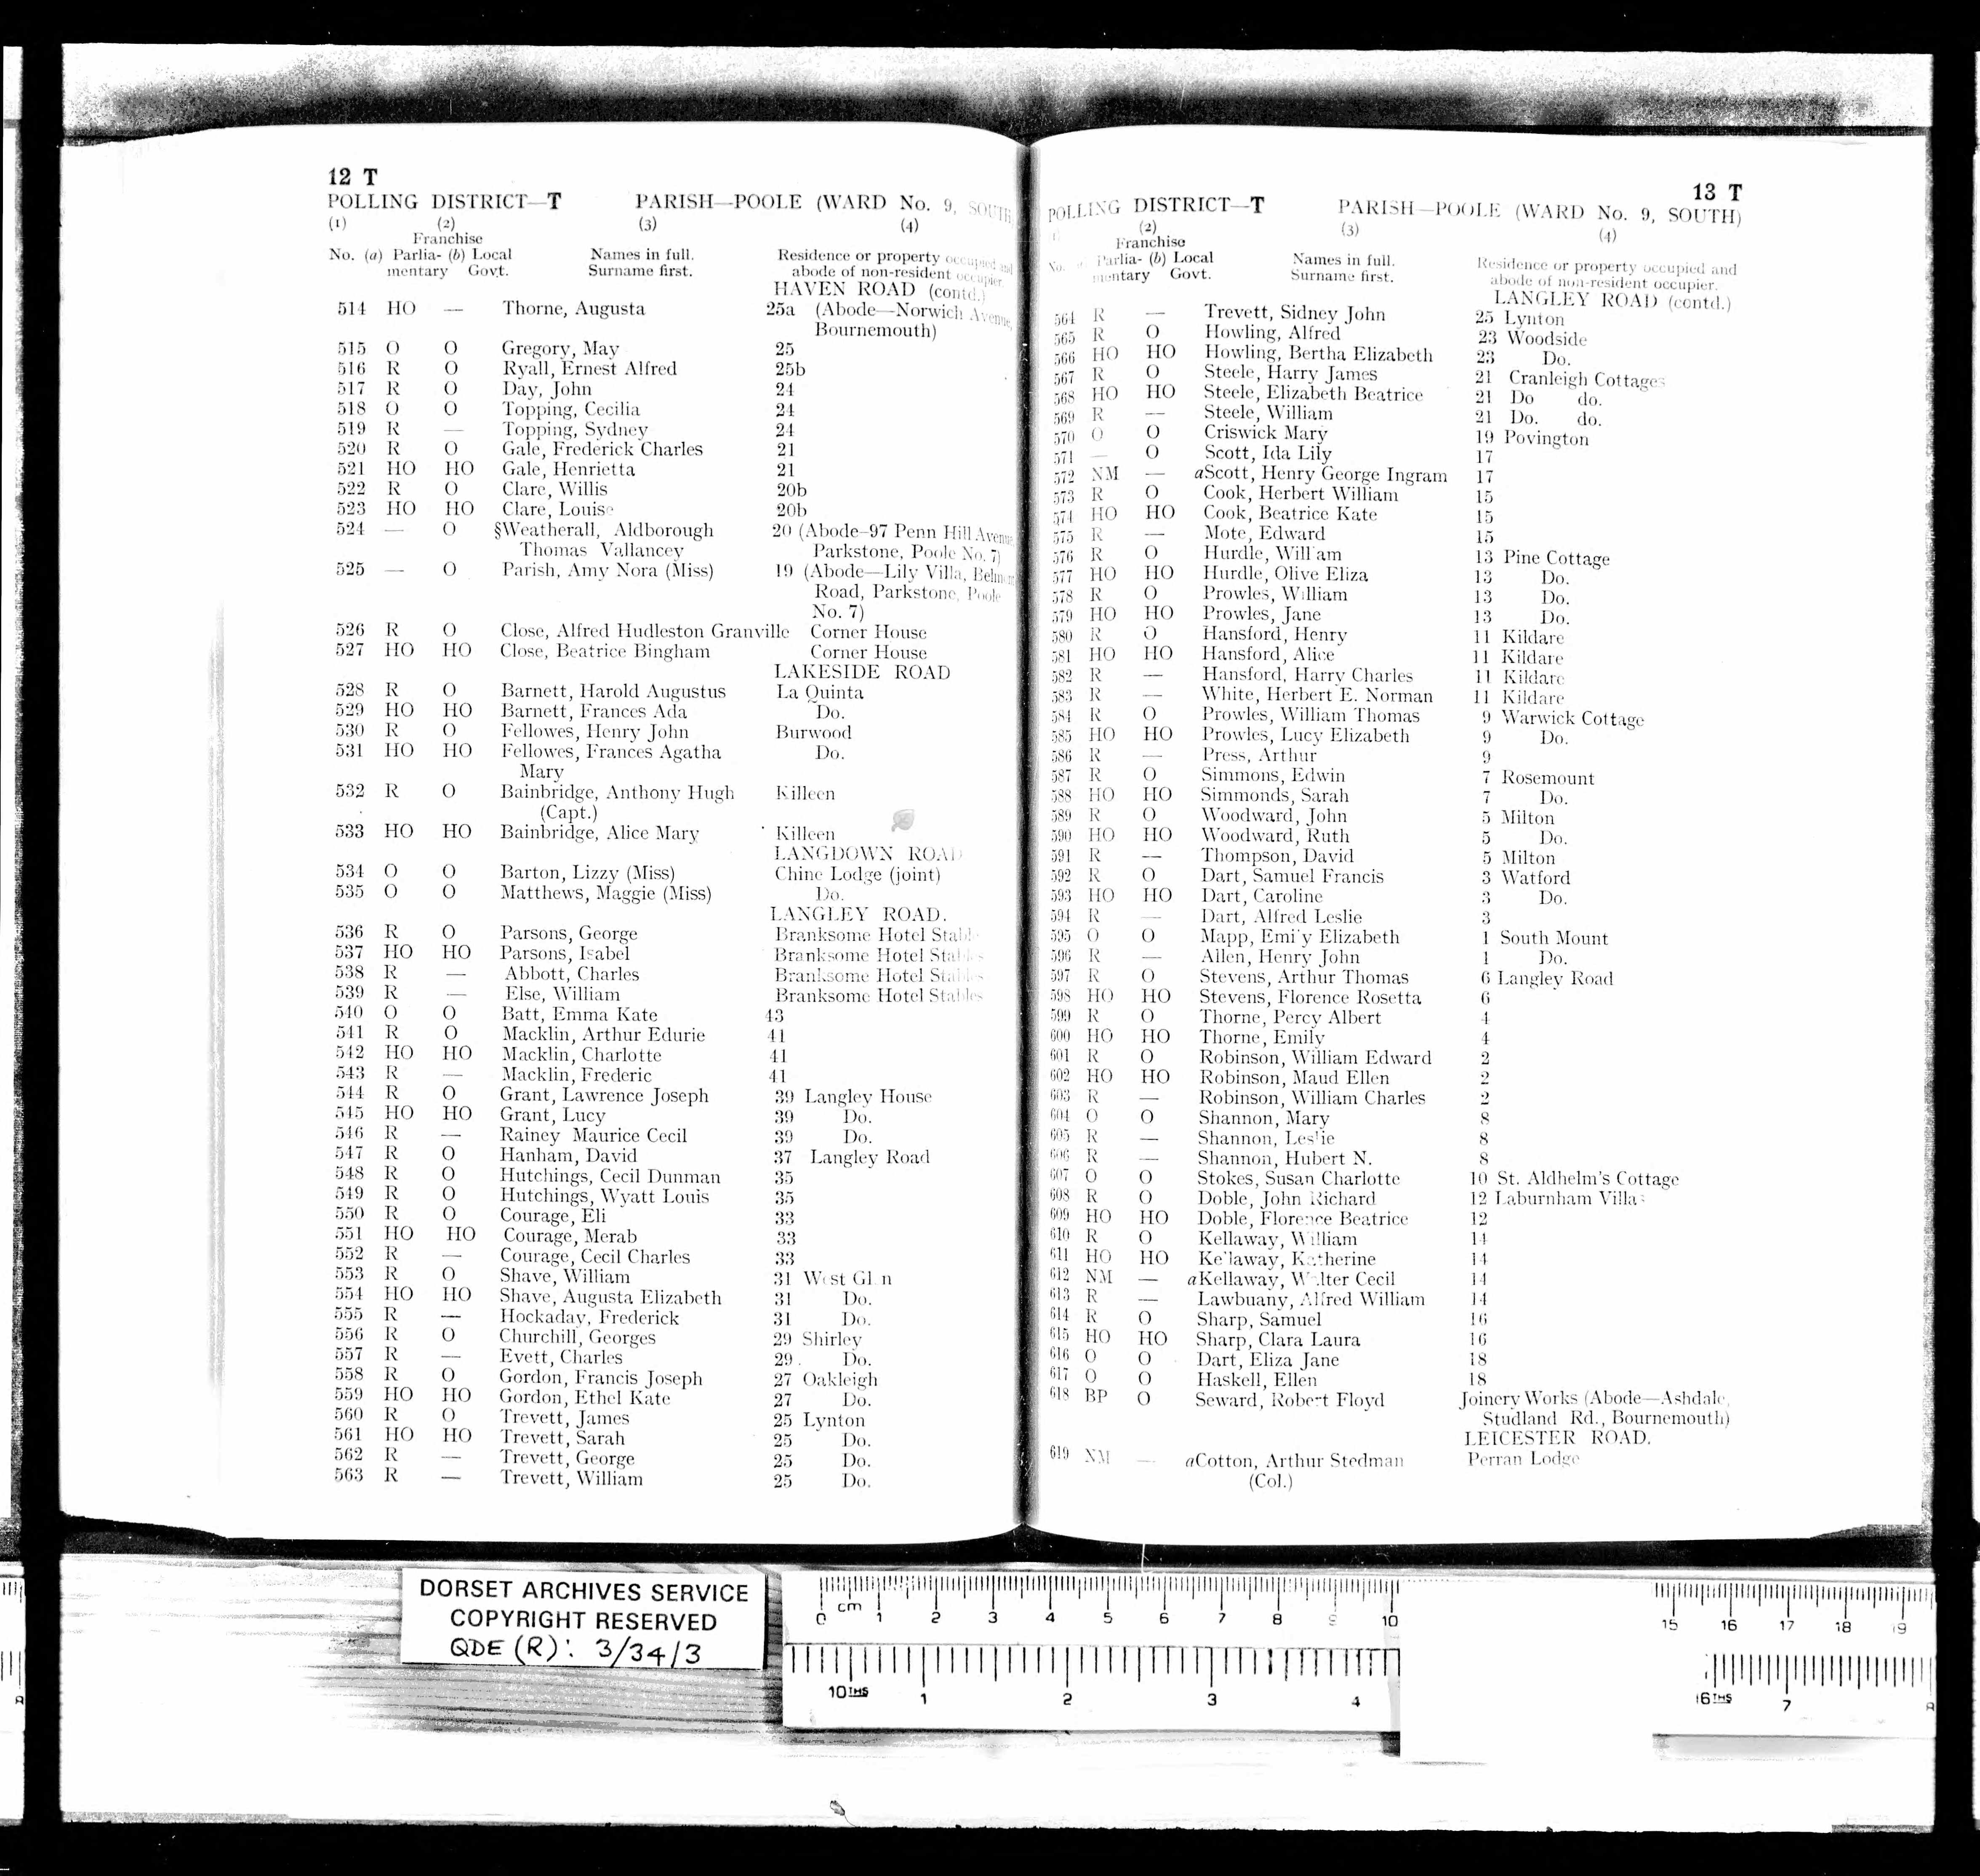 12 T
POLLING DISTRICT—T PARISH—POOLE (WARD No. 9, SOUTH
(1) (2) (3) (4)
Franchise
No. (a) Parlia- (b) Local Names in full. Residence or property occupied and
mentary Govt. Surname first. abode of non-resident occupier.
HAVEN ROAD (contd.)
514 HO — Thorne, Augusta 25a (Abode—Norwich Avenue,
Bournemouth)
515 O O Gregory, May 25
516 R O Ryall, Ernest Alfred 25b
517 R O Day, John 24
518 O O Topping, Cecilia 24
519 R — Topping, Sydney 24
520 R O Gale, Frederick Charles 21
521 HO HO Gale, Henrietta 21
522 R O Clare, Willis 20b
523 HO HO Clare, Louise 20b
524 — O §Weatherall, Aldborough 20 (Abode–97 Penn Hill Avenue
Thomas Vallancey Parkstone, Poole No. 7)
525 — O Parish, Amy Nora (Miss) 19 (Abode—Lily Villa,
Road, Parkstone, Poole
No. 7)
526 R O Close, Alfred Hudleston Granville Corner House
527 HO HO Close, Beatrice Bingham Corner House
LAKESIDE ROAD
528 R O Barnett, Harold Augustus La Quinta
529 HO HO Barnett, Frances Ada Do.
530 R O Fellowes, Henry John Burwood
531 HO HO Fellowes, Frances Agatha Do.
Mary
532 R O Bainbridge, Anthony Hugh Killeen
(Capt.)
533 HO HO Bainbridge, Alice Mary Killeen
LANGDOWN ROAD
534 O O Barton, Lizzy (Miss) Chine Lodge (joint)
535 O O Matthews, Maggie (Miss) Do.
LANGLEY ROAD.
536 R O Parsons, George Branksome Hotel Stables
537 HO HO Parsons, Isabel Branksome Hotel Stables
538 R — Abbott, Charles Branksome Hotel Stables
539 R — Else, William Branksome Hotel Stables
540 O O Batt, Emma Kate 43
541 R O Macklin, Arthur Edurie 41
542 HO HO Macklin, Charlotte 41
543 R — Macklin, Frederic 41
544 R O Grant, Lawrence Joseph 39 Langley House
545 HO HO Grant, Lucy 39 Do.
546 R — Rainey Maurice Cecil 39 Do.
547 R O Hanham, David 37 Langley Road
548 R O Hutchings, Cecil Dunman 35
549 R O Hutchings, Wyatt Louis 35
550 R O Courage, Eli 33
551 HO HO Courage, Merab 33
552 R — Courage, Cecil Charles 33
553 R O Shave, William 31 West Glen
554 HO HO Shave, Augusta Elizabeth 31 Do.
555 R — Hockaday, Frederick 31 Do.
556 R O Churchill, Georges 29 Shirley
557 R — Evett, Charles 29. Do.
558 R O Gordon, Francis Joseph 27 Oakleigh
559 HO HO Gordon, Ethel Kate 27 Do.
560 R O Trevett, James 25 Lynton
561 HO HO Trevett, Sarah 25 Do.
562 R — Trevett, George 25 Do.
563 R — Trevett, William 25 Do.
13 T
POLLING DISTRICT—T PARISH—POOLE (WARD No. 9, SOUTH)
(2) (3) (4)
Franchise
No. Parlia- (b) Local Names in full. Residence or property occupied and
mentary Govt. Surname first. abode of non-resident occupier.
LANGLEY ROAD (contd.)
564 R — Trevett, Sidney John 25 Lynton
565 R O Howling, Alfred 23 Woodside
566 HO HO Howling, Bertha Elizabeth 23 Do.
567 R O Steele, Harry James 21 Cranleigh Cottages
568 HO HO Steele, Elizabeth Beatrice 21 Do do.
569 R — Steele, William 21 Do. do.
570 O O Criswick Mary 19 Povington
571 — O Scott, Ida Lily 17
572 NM — aScott, Henry George Ingram 17
573 R O Cook, Herbert William 15
574 HO HO Cook, Beatrice Kate 15
575 R — Mote, Edward 15
576 R O Hurdle, William 13 Pine Cottage
577 HO HO Hurdle, Olive Eliza 13 Do.
578 R O Prowles, William 13 Do.
579 HO HO Prowles, Jane 13 Do.
580 R O Hansford, Henry 11 Kildare
581 HO HO Hansford, Alice 11 Kildare
582 R — Hansford, Harry Charles 11 Kildare
583 R — White, Herbert E. Norman 11 Kildare
584 R O Prowles, William Thomas 9 Warwick Cottage
585 HO HO Prowles, Lucy Elizabeth 9 Do.
586 R — Press, Arthur 9
587 R O Simmons, Edwin 7 Rosemount
588 HO HO Simmonds, Sarah 7 Do.
589 R O Woodward, John 5 Milton
590 HO HO Woodward, Ruth 5 Do.
591 R — Thompson, David 5 Milton
592 R O Dart, Samuel Francis 3 Watford
593 HO HO Dart, Caroline 3 Do.
594 R — Dart, Alfred Leslie 3
595 O O Mapp, Emily Elizabeth 1 South Mount
596 R — Allen, Henry John 1 Do.
597 R O Stevens, Arthur Thomas 6 Langley Road
598 HO HO Stevens, Florence Rosetta 6
599 R O Thorne, Percy Albert 4
600 HO HO Thorne, Emily 4
601 R O Robinson, William Edward 2
602 HO HO Robinson, Maud Ellen 2
603 R — Robinson, William Charles 2
604 O O Shannon, Mary 8
605 R — Shannon, Leslie 8
606 R — Shannon, Hubert N. 8
607 O O Stokes, Susan Charlotte 10 St. Aldhelm's Cottage
608 R O Doble, John Richard 12 Laburnham Villas
609 HO HO Doble, Florence Beatrice 12
610 R O Kellaway, William 14
611 HO HO Kellaway, Katherine 14
612 NM — aKellaway, Walter Cecil 14
613 R — Lawbuany, Alfred William 14
614 R O Sharp, Samuel 16
615 HO HO Sharp, Clara Laura 16
616 O O Dart, Eliza Jane 18
617 O O Haskell, Ellen 18
618 BP O Seward, Robert Floyd Joinery Works (Abode—Ashdale,
Studland Rd., Bournemouth)
LEICESTER ROAD.
619 NM — aCotton, Arthur Stedman Perran Lodge
(Col.)
DORSET ARCHIVES SERVICE
COPYRIGHT RESERVED
QDE (R): 3/34/3
0 cm 1 2 3 4 5 6 7 8 9 10
15 16 17 18 19
10THS 1 2 3 4
16THS 7 8